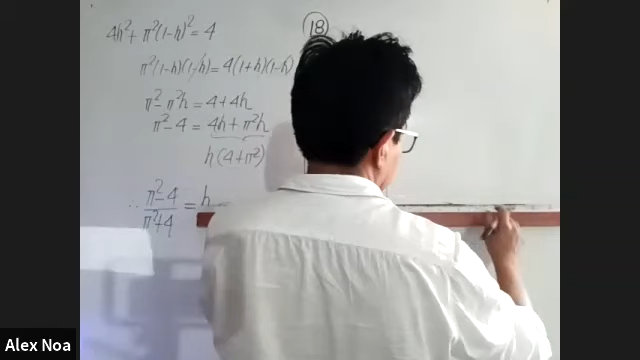 4h² + π²(1-h)² = 4
π²(1-h)(1-h) = 4(1+h)(1-h)
π² - π²h = 4 + 4h
π² - 4 = 4h + π²h
h(4+π²)
∴ π²-4 / π²+4 = h
18
Alex Noa